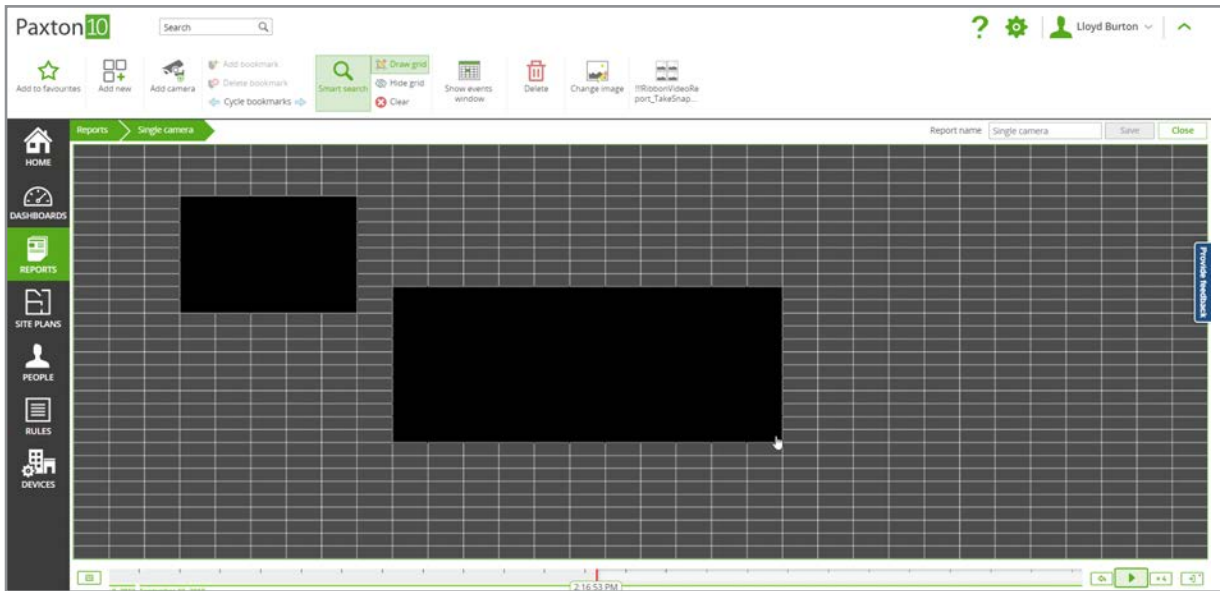 Paxton10
Search
Lloyd Burton
Add to favourites
Add new
Add camera
Add bookmark
Delete bookmark
Cycle bookmarks
Smart search
Draw grid
Hide grid
Clear
Show events
window
Delete
Change image
!!!RibbonVideoRe
port_TakeSnap...
Reports
Single camera
Report name
Single camera
Save
Close
HOME
DASHBOARDS
REPORTS
SITE PLANS
PEOPLE
RULES
DEVICES
Provide feedback
2:16:53 PM
x 4